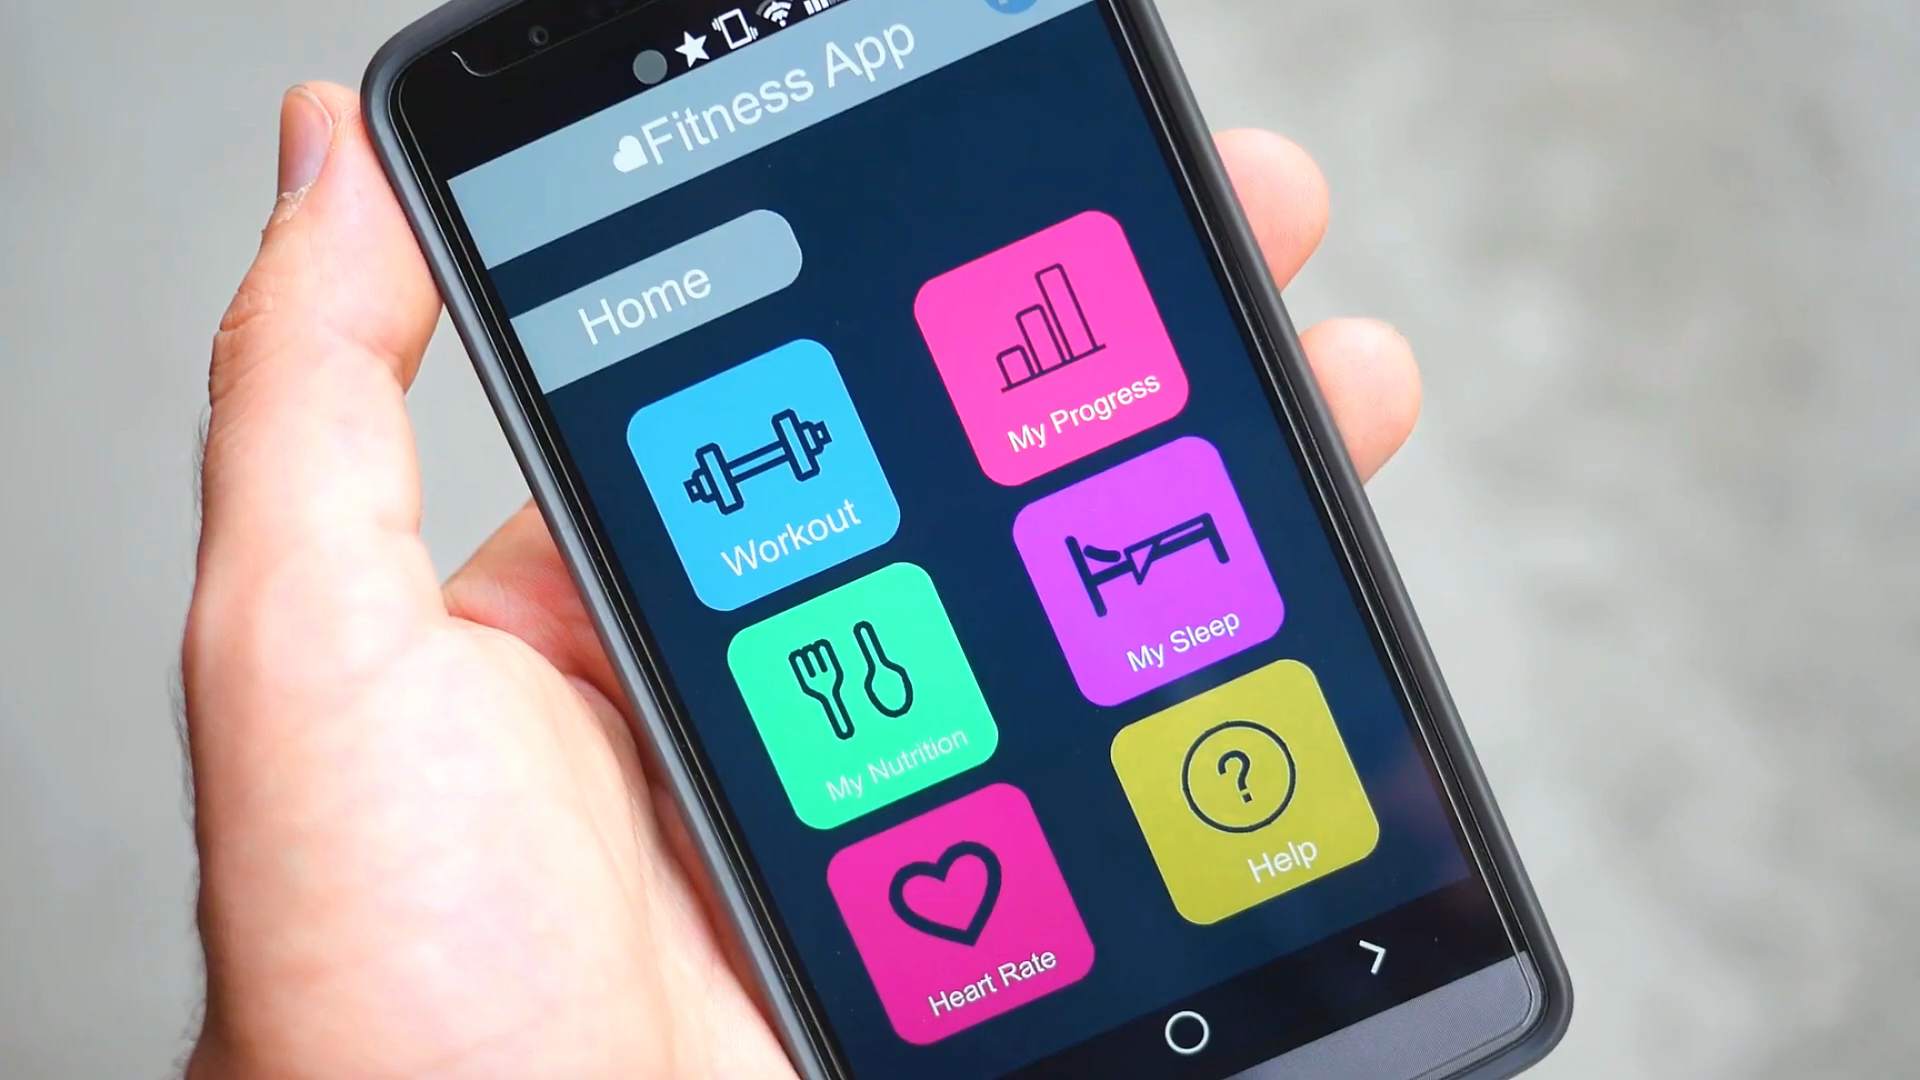 Fitness App
Home
Workout
My Progress
My Nutrition
My Sleep
Heart Rate
Help
?